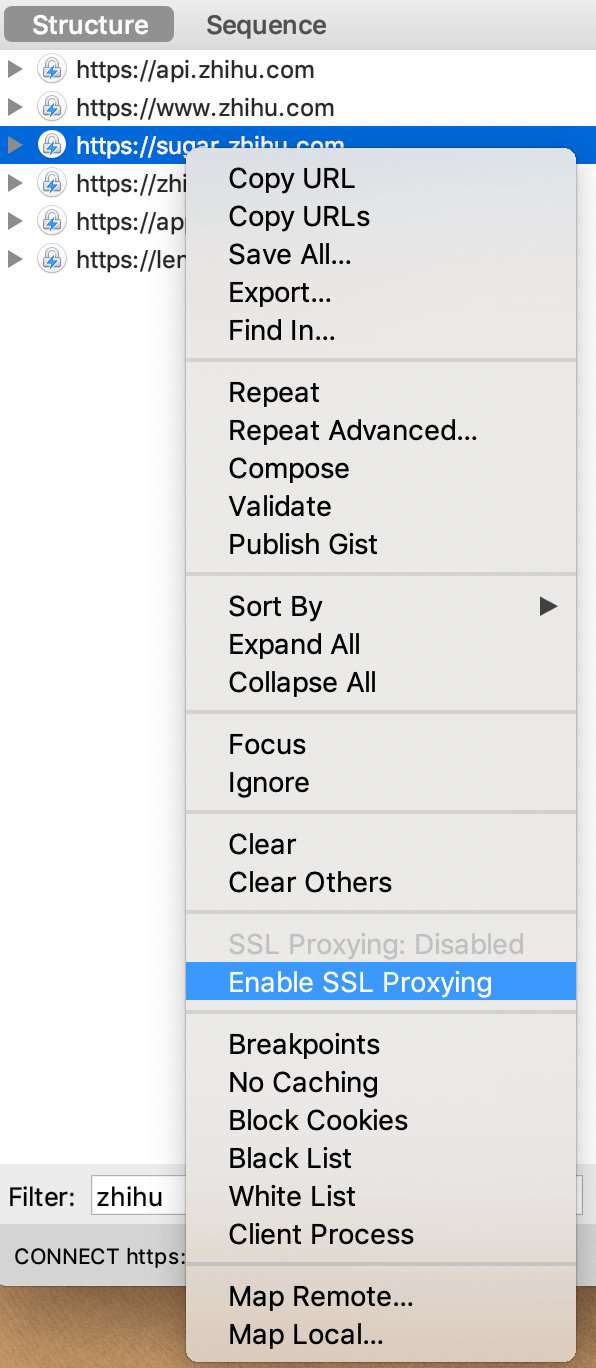 Structure Sequence
https://api.zhihu.com
https://www.zhihu.com
https://sugar.zhihu.com
https://zhi
https://app
https://len
Copy URL
Copy URLs
Save All...
Export...
Find In...
Repeat
Repeat Advanced...
Compose
Validate
Publish Gist
Sort By
Expand All
Collapse All
Focus
Ignore
Clear
Clear Others
SSL Proxying: Disabled
Enable SSL Proxying
Breakpoints
No Caching
Block Cookies
Black List
White List
Client Process
Map Remote...
Map Local...
Filter: zhihu
CONNECT https: